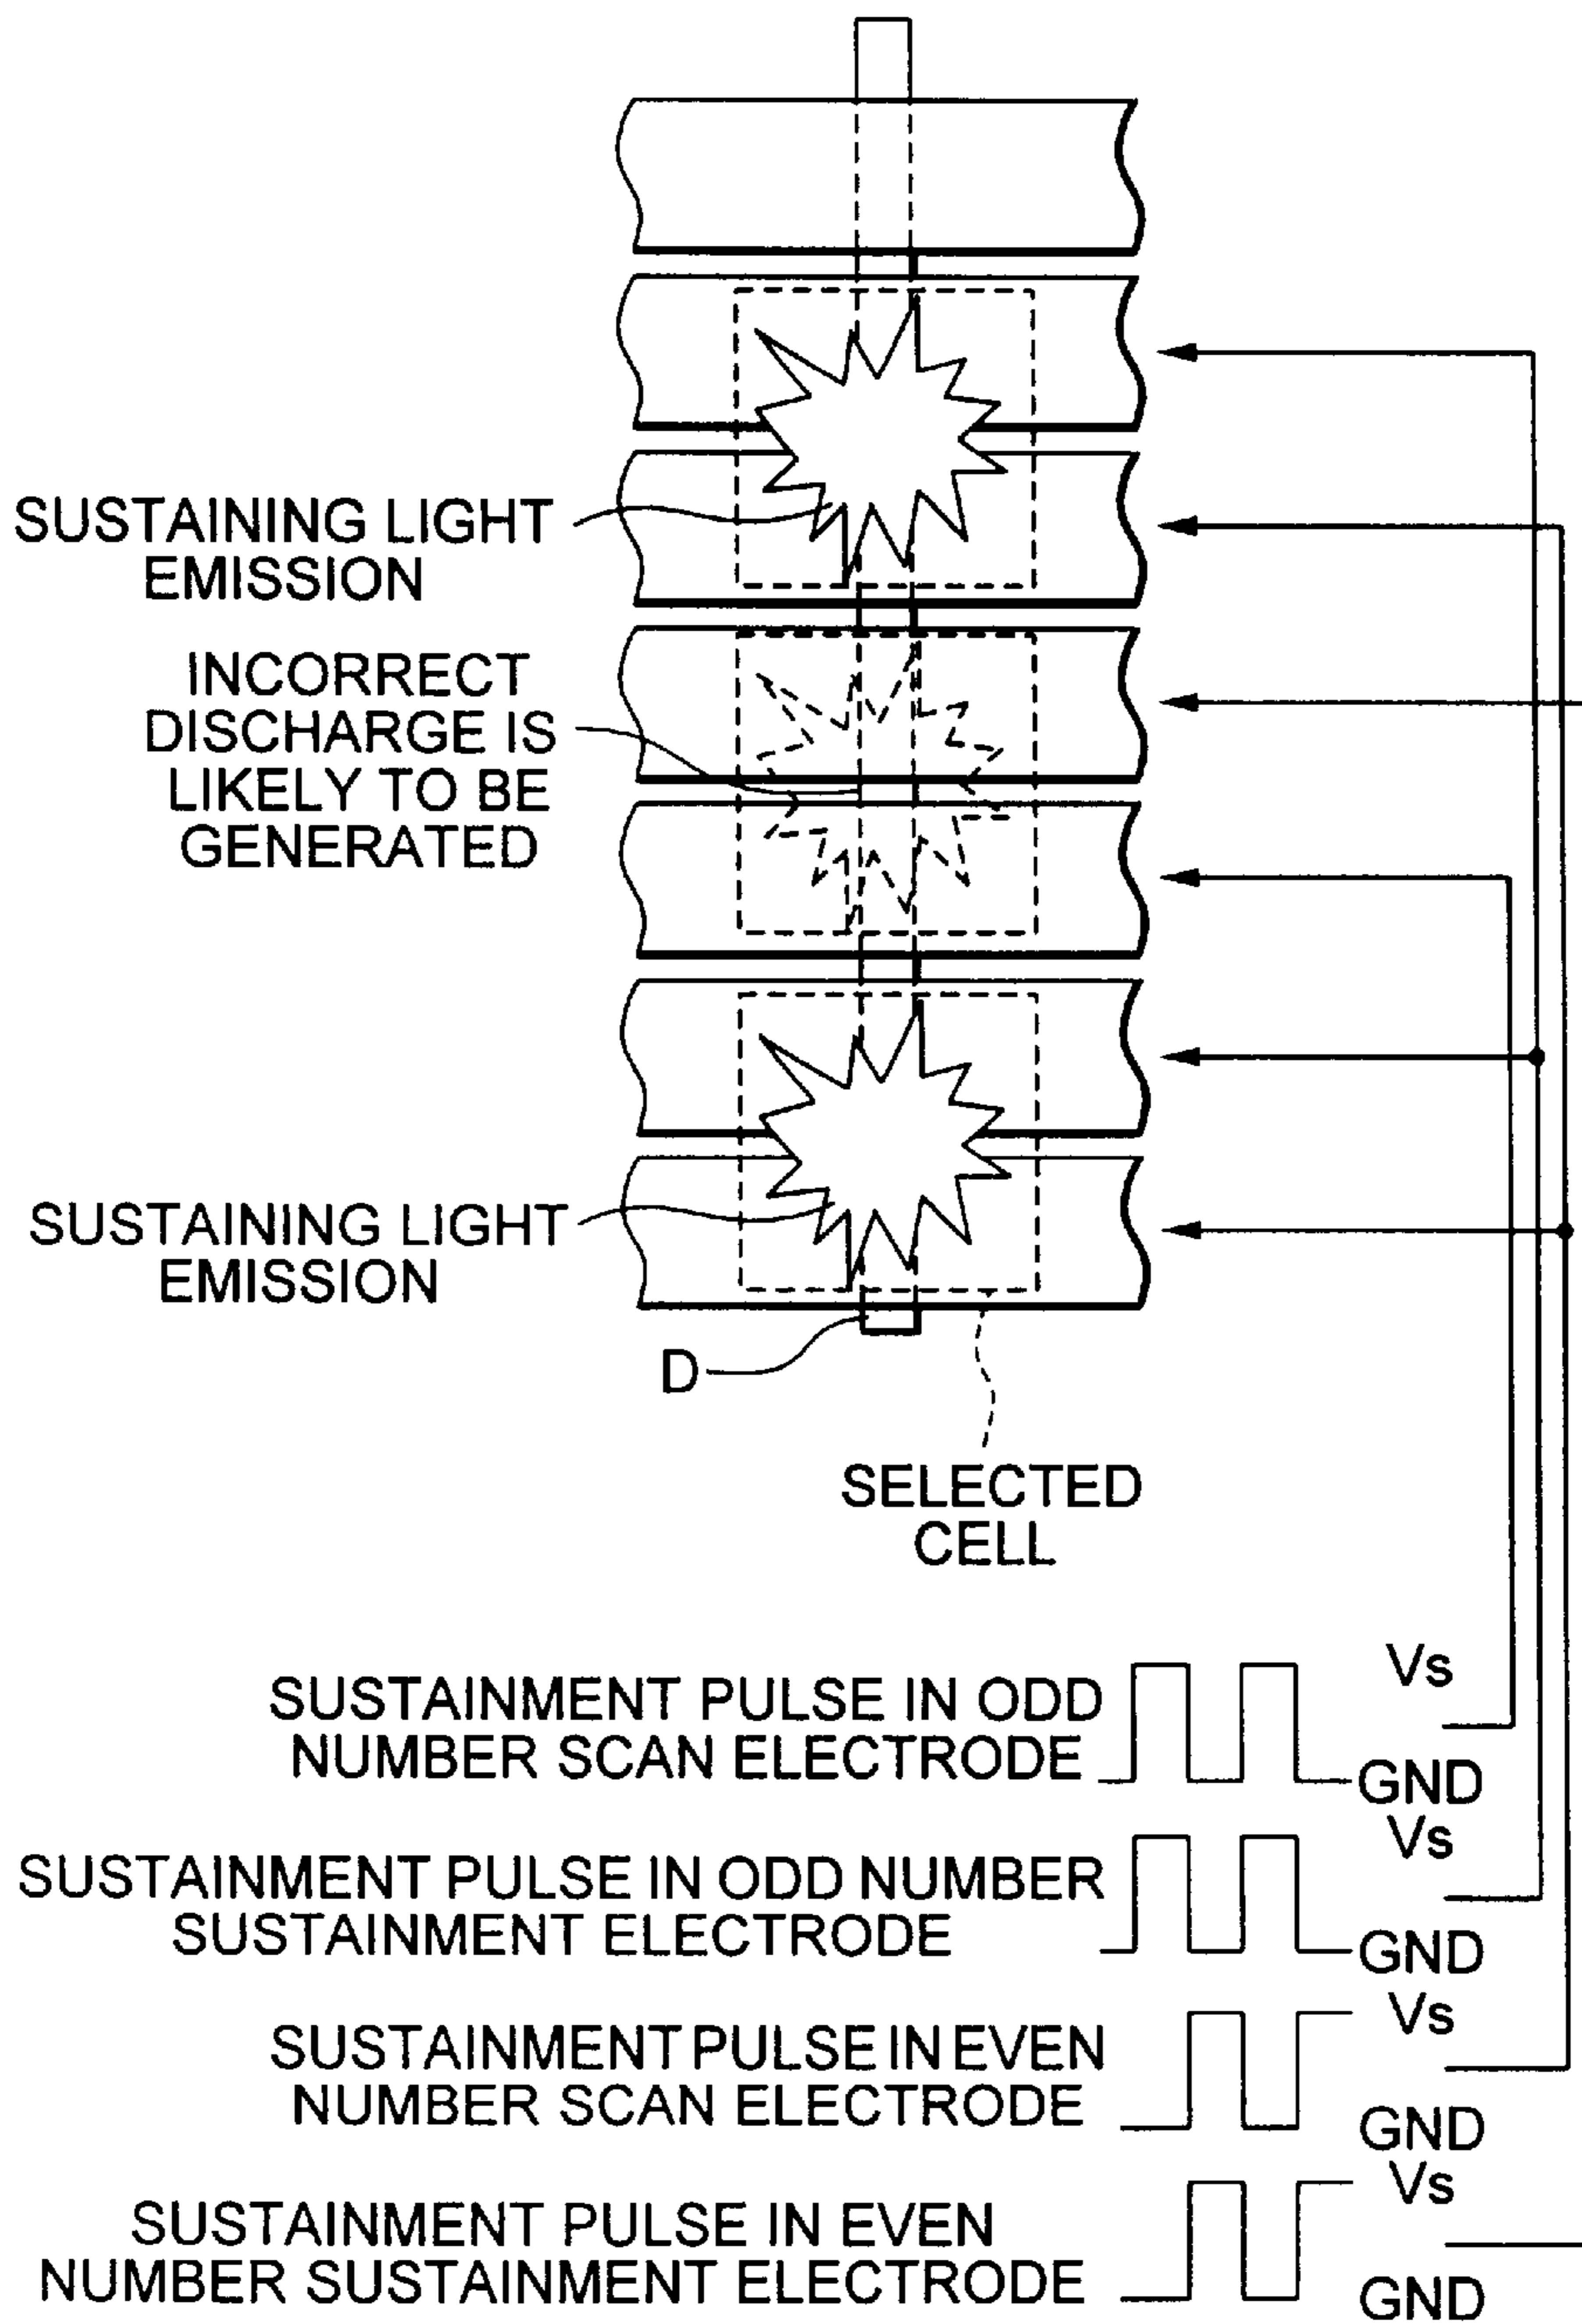 SUSTAINING LIGHT
EMISSION
INCORRECT
DISCHARGE IS
LIKELY TO BE
GENERATED
SUSTAINING LIGHT
EMISSION
D
SELECTED
CELL
SUSTAINMENT PULSE IN ODD
NUMBER SCAN ELECTRODE
Vs
GND
SUSTAINMENT PULSE IN ODD NUMBER
SUSTAINMENT ELECTRODE
Vs
GND
SUSTAINMENT PULSE IN EVEN
NUMBER SCAN ELECTRODE
Vs
GND
SUSTAINMENT PULSE IN EVEN
NUMBER SUSTAINMENT ELECTRODE
Vs
GND